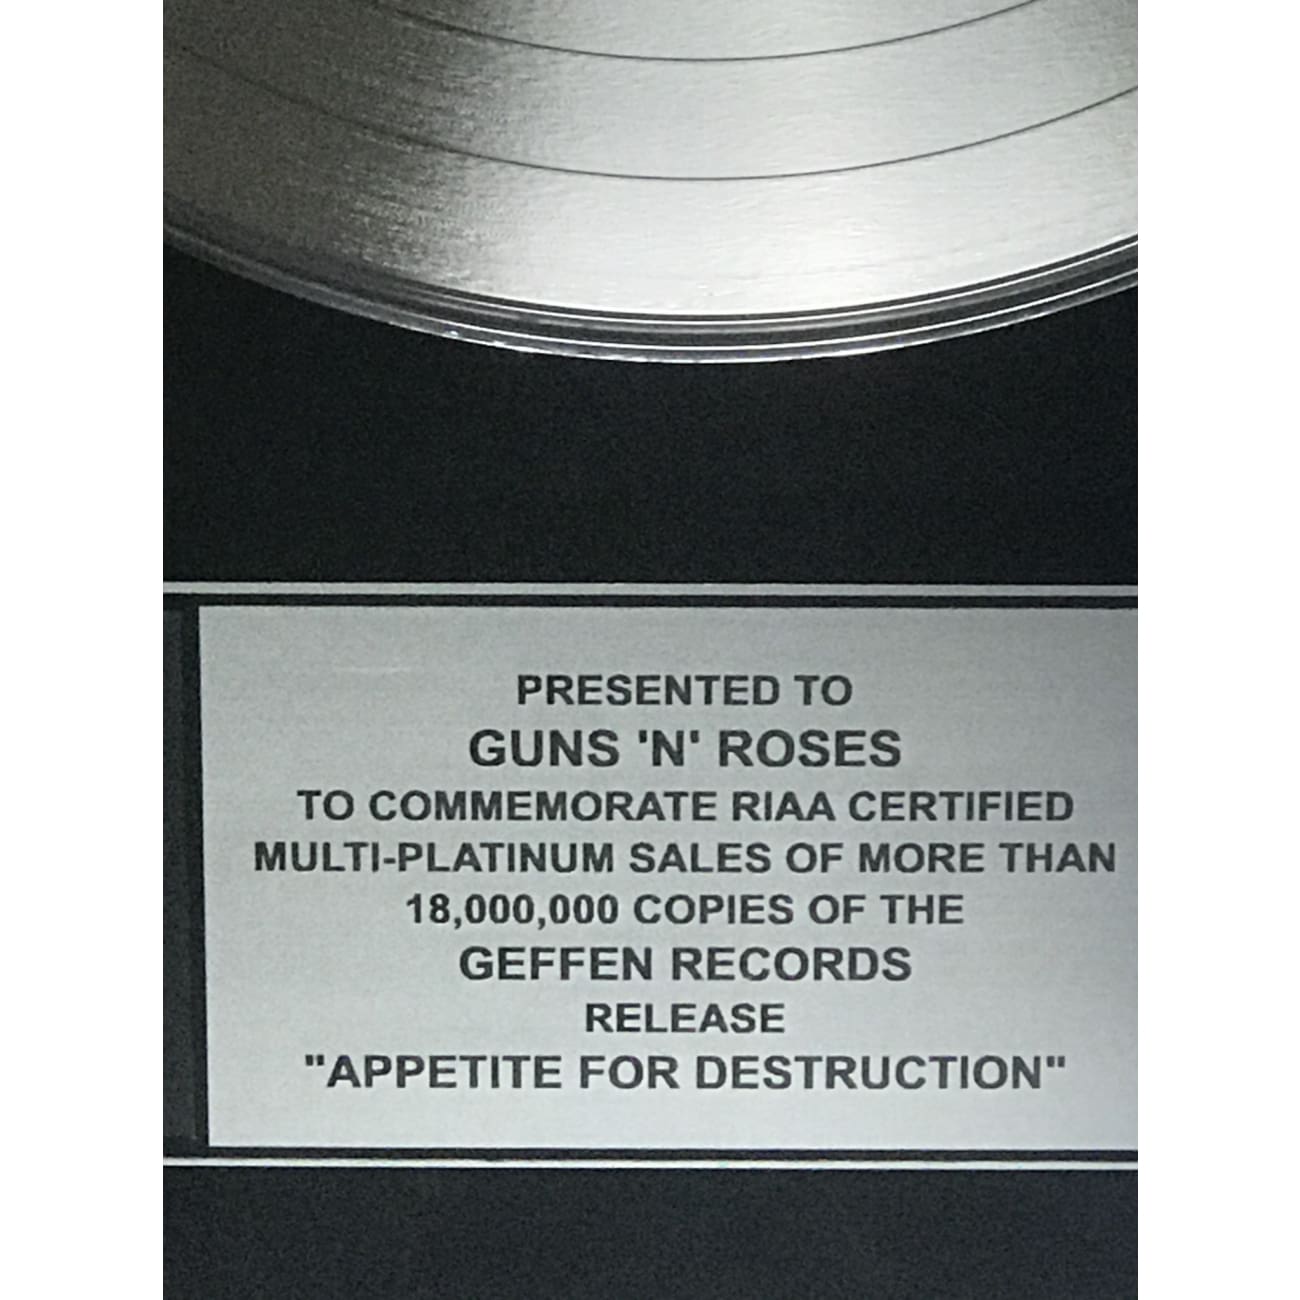 PRESENTED TO
GUNS 'N' ROSES
TO COMMEMORATE RIAA CERTIFIED
MULTI-PLATINUM SALES OF MORE THAN
18,000,000 COPIES OF THE
GEFFEN RECORDS
RELEASE
"APPETITE FOR DESTRUCTION"